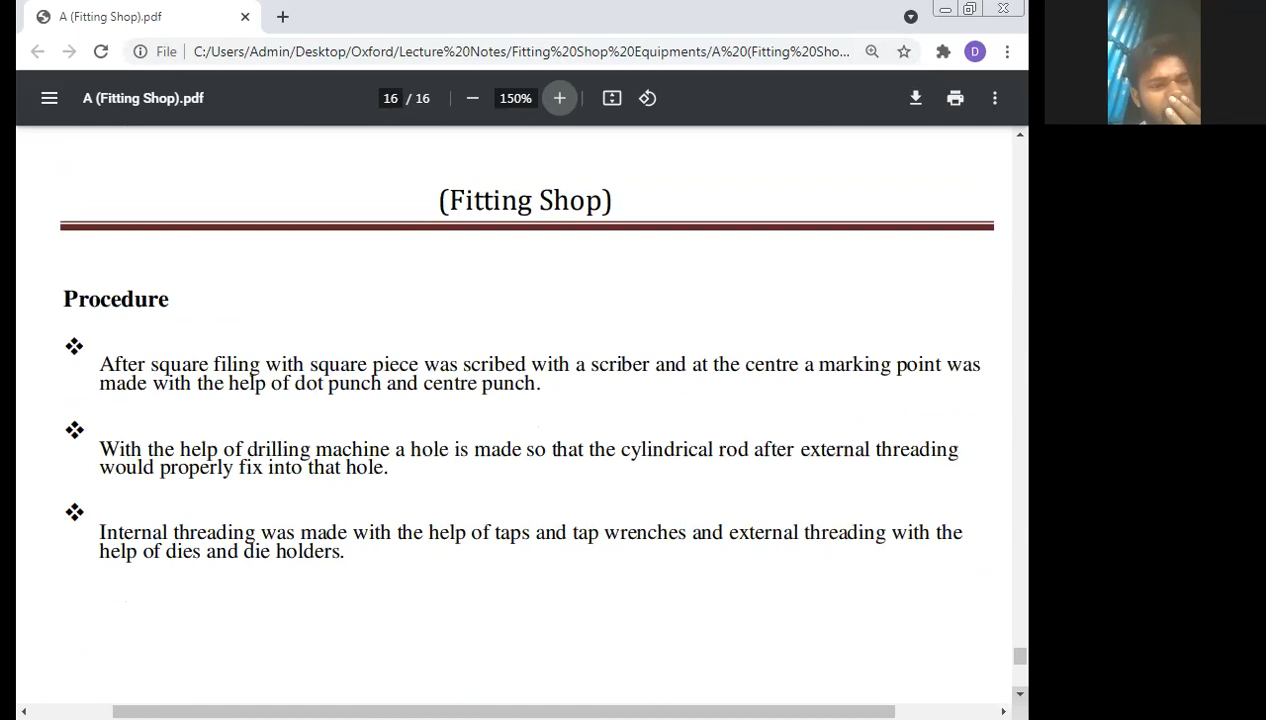 A (Fitting Shop).pdf
File
C:/Users/Admin/Desktop/Oxford/Lecture%20Notes/Fitting%20Shop%20Equipments/A%20(Fitting%20Sho...
D
A (Fitting Shop).pdf
16 / 16
150%
(Fitting Shop)
Procedure
After square filing with square piece was scribed with a scriber and at the centre a marking point was
made with the help of dot punch and centre punch.
With the help of drilling machine a hole is made so that the cylindrical rod after external threading
would properly fix into that hole.
Internal threading was made with the help of taps and tap wrenches and external threading with the
help of dies and die holders.